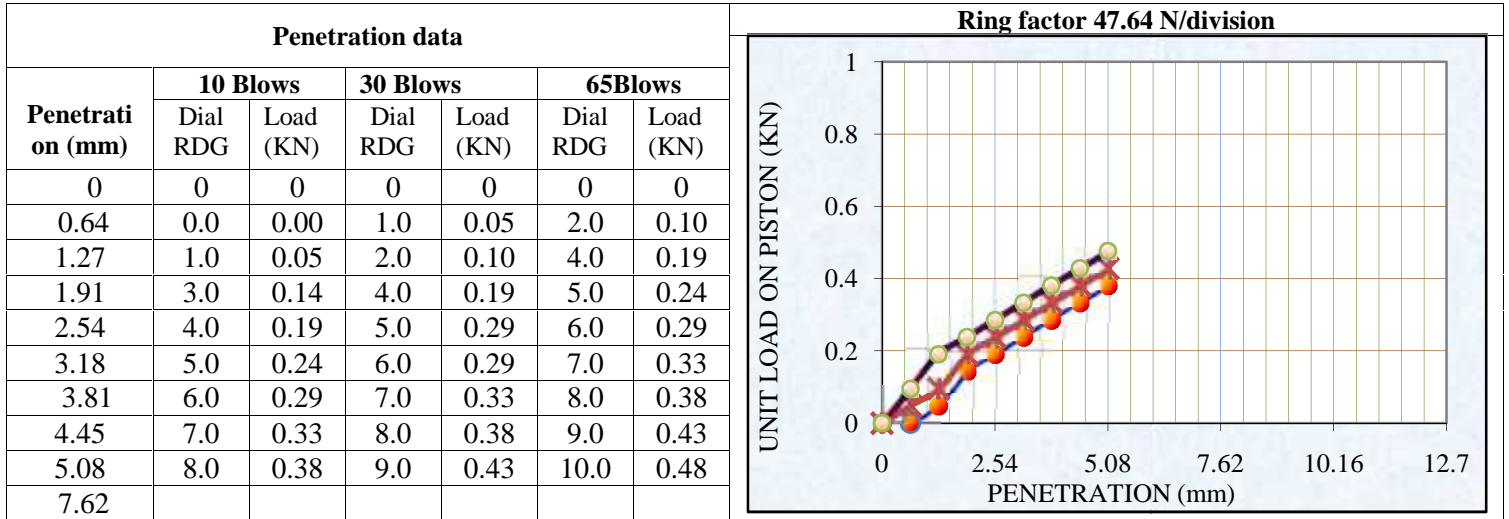 Penetration data
Ring factor 47.64 N/division
10 Blows 30 Blows 65Blows
Penetrati
on (mm)
Dial
RDG
Load
(KN)
Dial
RDG
Load
(KN)
Dial
RDG
Load
(KN)
0 0 0 0 0 0 0
0.64 0.0 0.00 1.0 0.05 2.0 0.10
1.27 1.0 0.05 2.0 0.10 4.0 0.19
1.91 3.0 0.14 4.0 0.19 5.0 0.24
2.54 4.0 0.19 5.0 0.29 6.0 0.29
3.18 5.0 0.24 6.0 0.29 7.0 0.33
3.81 6.0 0.29 7.0 0.33 8.0 0.38
4.45 7.0 0.33 8.0 0.38 9.0 0.43
5.08 8.0 0.38 9.0 0.43 10.0 0.48
7.62
UNIT LOAD ON PISTON (KN)
1
0.8
0.6
0.4
0.2
0
0 2.54 5.08 7.62 10.16 12.7
PENETRATION (mm)